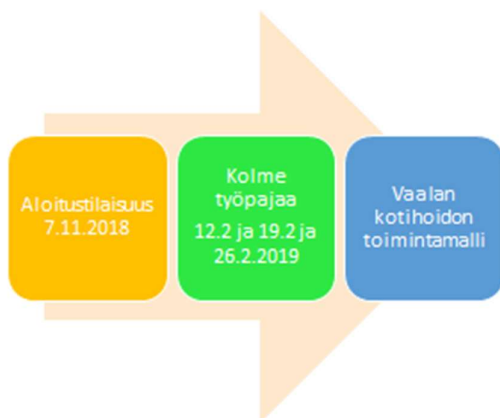 Aloitustilaisuus
7.11.2018
Kolme
työpajaa
12.2 ja 19.2 ja
26.2.2019
Vaalan
kotihoidon
toimintamalli